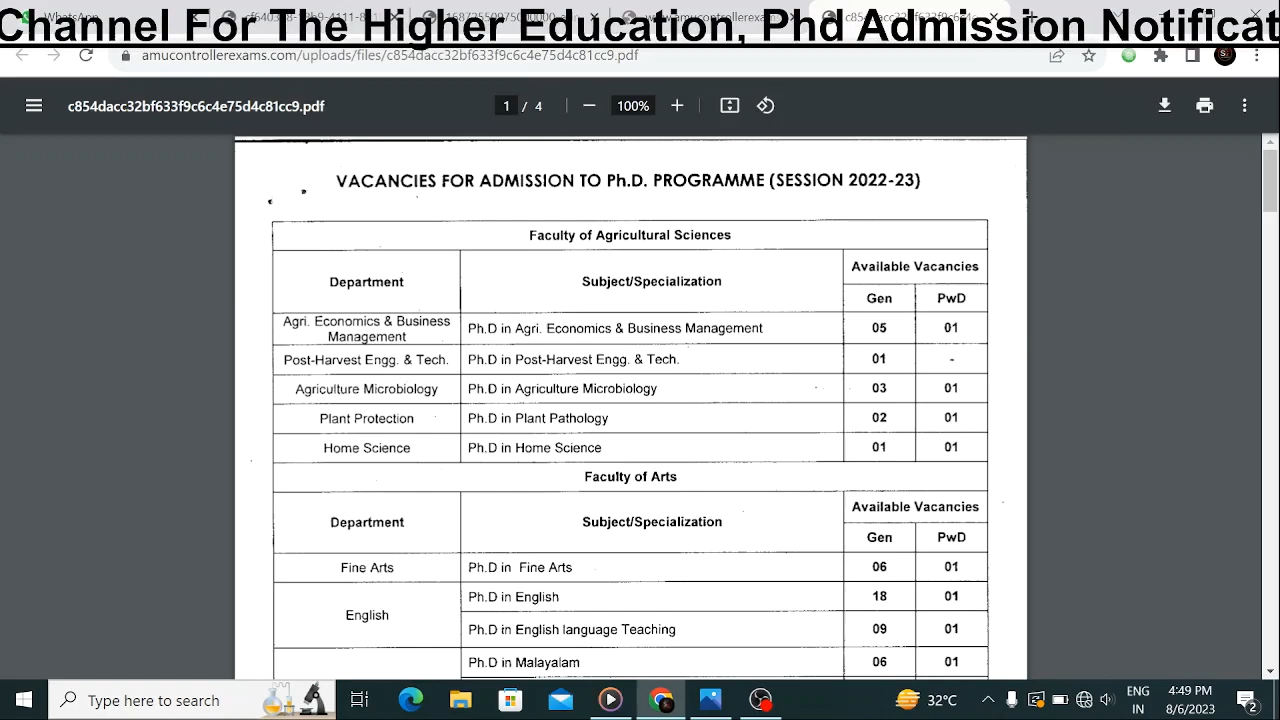 Channel For The Higher Education, Phd Admission Notificat
amucontrollerexams.com/uploads/files/c854dacc32bf633f9c6c4e75d4c81cc9.pdf
c854dacc32bf633f9c6c4e75d4c81cc9.pdf
1 / 4
100%
VACANCIES FOR ADMISSION TO Ph.D. PROGRAMME (SESSION 2022-23)
Faculty of Agricultural Sciences
Department Subject/Specialization Available Vacancies
Gen PwD
Agri. Economics & Business Management Ph.D in Agri. Economics & Business Management 05 01
Post-Harvest Engg. & Tech. Ph.D in Post-Harvest Engg. & Tech. 01 -
Agriculture Microbiology Ph.D in Agriculture Microbiology 03 01
Plant Protection Ph.D in Plant Pathology 02 01
Home Science Ph.D in Home Science 01 01
Faculty of Arts
Department Subject/Specialization Available Vacancies
Gen PwD
Fine Arts Ph.D in Fine Arts 06 01
English Ph.D in English 18 01
Ph.D in English language Teaching 09 01
Ph.D in Malayalam 06 01
Type here to search
32°C
ENG
IN
4:49 PM
8/6/2023
2